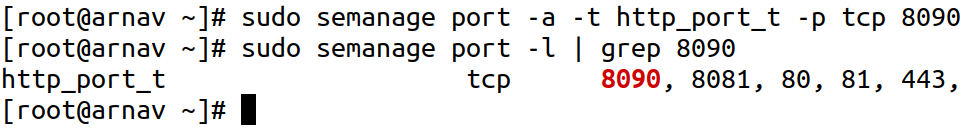 [root@arnav ~]# sudo semanage port -a -t http_port_t -p tcp 8090
[root@arnav ~]# sudo semanage port -l | grep 8090
http_port_t                    tcp      8090, 8081, 80, 81, 443,
[root@arnav ~]#